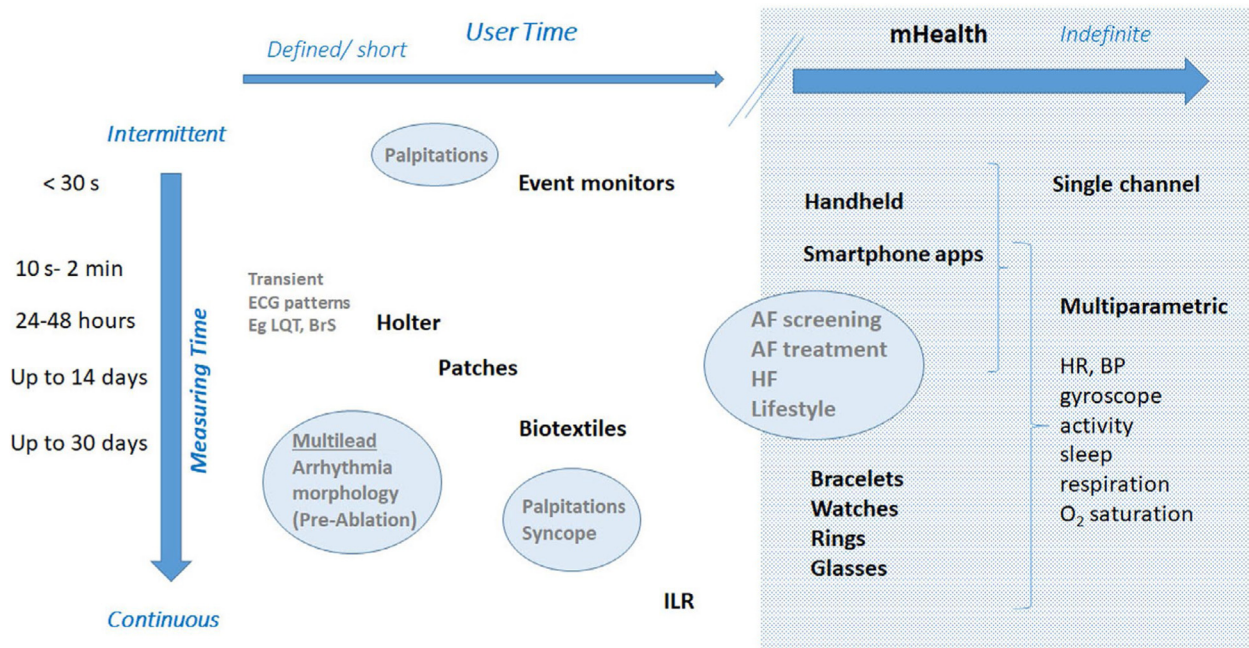 User Time
Defined/ short
mHealth
Indefinite
Intermittent
< 30 s
10 s- 2 min
24-48 hours
Up to 14 days
Up to 30 days
Measuring Time
Continuous
Palpitations
Event monitors
Transient
ECG patterns
Eg LQT, BrS
Holter
Patches
Biotextiles
Multilead
Arrhythmia
morphology
(Pre-Ablation)
Palpitations
Syncope
ILR
Handheld
Smartphone apps
AF screening
AF treatment
HF
Lifestyle
Bracelets
Watches
Rings
Glasses
Single channel
Multiparametric
HR, BP
gyroscope
activity
sleep
respiration
O₂ saturation